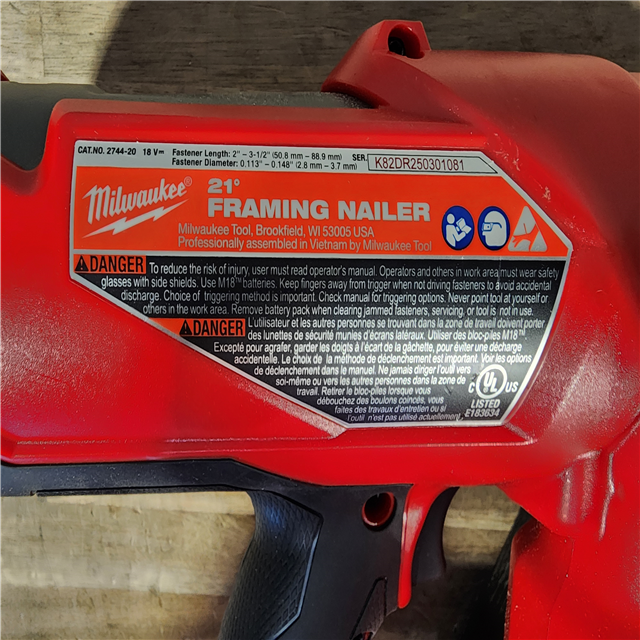 CAT.NO. 2744-20 18 V⎓ Fastener Length: 2" - 3-1/2" (50.8 mm - 88.9 mm) SER. K82DR250301081
Fastener Diameter: 0.113" - 0.148" (2.8 mm - 3.7 mm)
Milwaukee®
21°
FRAMING NAILER
Milwaukee Tool, Brookfield, WI 53005 USA
Professionally assembled in Vietnam by Milwaukee Tool
DANGER To reduce the risk of injury, user must read operator's manual. Operators and others in work area must wear safety
glasses with side shields. Use M18™ batteries. Keep fingers away from trigger when not driving fasteners to avoid accidental
discharge. Choice of triggering method is important. Check manual for triggering options. Never point tool at yourself or
others in the work area. Remove battery pack when clearing jammed fasteners, servicing, or tool is not in use.
DANGER L'utilisateur et les autres personnes se trouvant dans la zone de travail doivent porter
des lunettes de sécurité munies d'écrans latéraux. Utiliser des bloc-piles M18™
Excepté pour agrafer, garder les doigts à l'écart de la gâchette, pour éviter une décharge
accidentelle. Le choix de la méthode de déclenchement est important. Voir les options
de déclenchement dans le manuel. Ne jamais diriger l'outil vers
soi-même ou vers les autres personnes dans la zone de
travail. Retirer le bloc-piles lorsque vous
débouchez des boulons coincés, vous
faites des travaux d'entretien ou si
l'outil n'est pas utilisé actuellement.
C UL US
LISTED
E183634